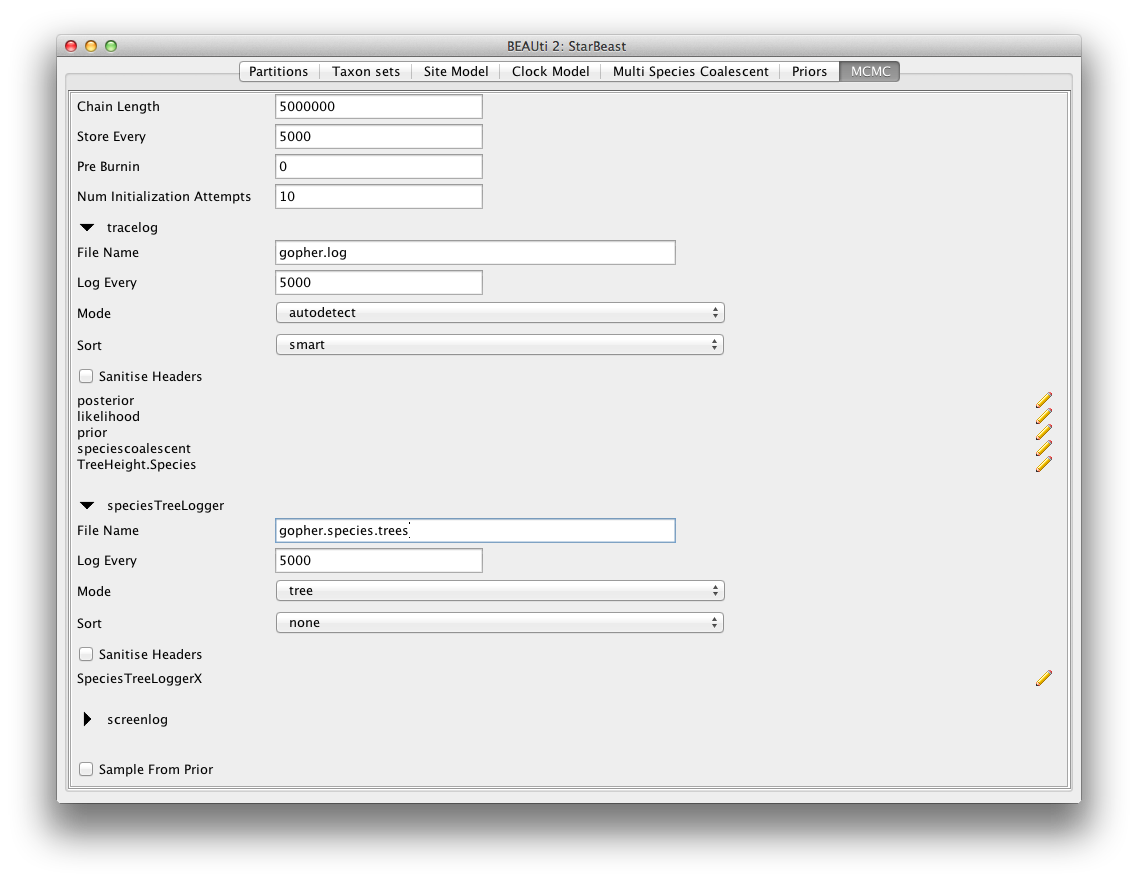 BEAUti 2: StarBeast
Partitions Taxon sets Site Model Clock Model Multi Species Coalescent Priors MCMC
Chain Length 5000000
Store Every 5000
Pre Burnin 0
Num Initialization Attempts 10
tracelog
File Name gopher.log
Log Every 5000
Mode autodetect
Sort smart
Sanitise Headers
posterior
likelihood
prior
speciescoalescent
TreeHeight.Species
speciesTreeLogger
File Name gopher.species.trees
Log Every 5000
Mode tree
Sort none
Sanitise Headers
SpeciesTreeLoggerX
screenlog
Sample From Prior